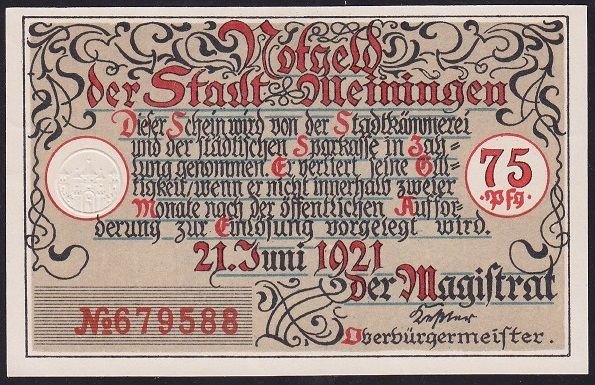 Notgeld
der Stadt Meiningen
Dieser Schein wird von der Stadtkämmerei
und der städtischen Sparkasse in Zah-
lung genommen. Er verliert seine Gül-
tigkeit, wenn er nicht innerhalb zweier
Monate nach der öffentlichen Auffor-
derung zur Einlösung vorgelegt wird.
75
Pfg.
21. Juni 1921
Der Magistrat
Oberbürgermeister.
№679588